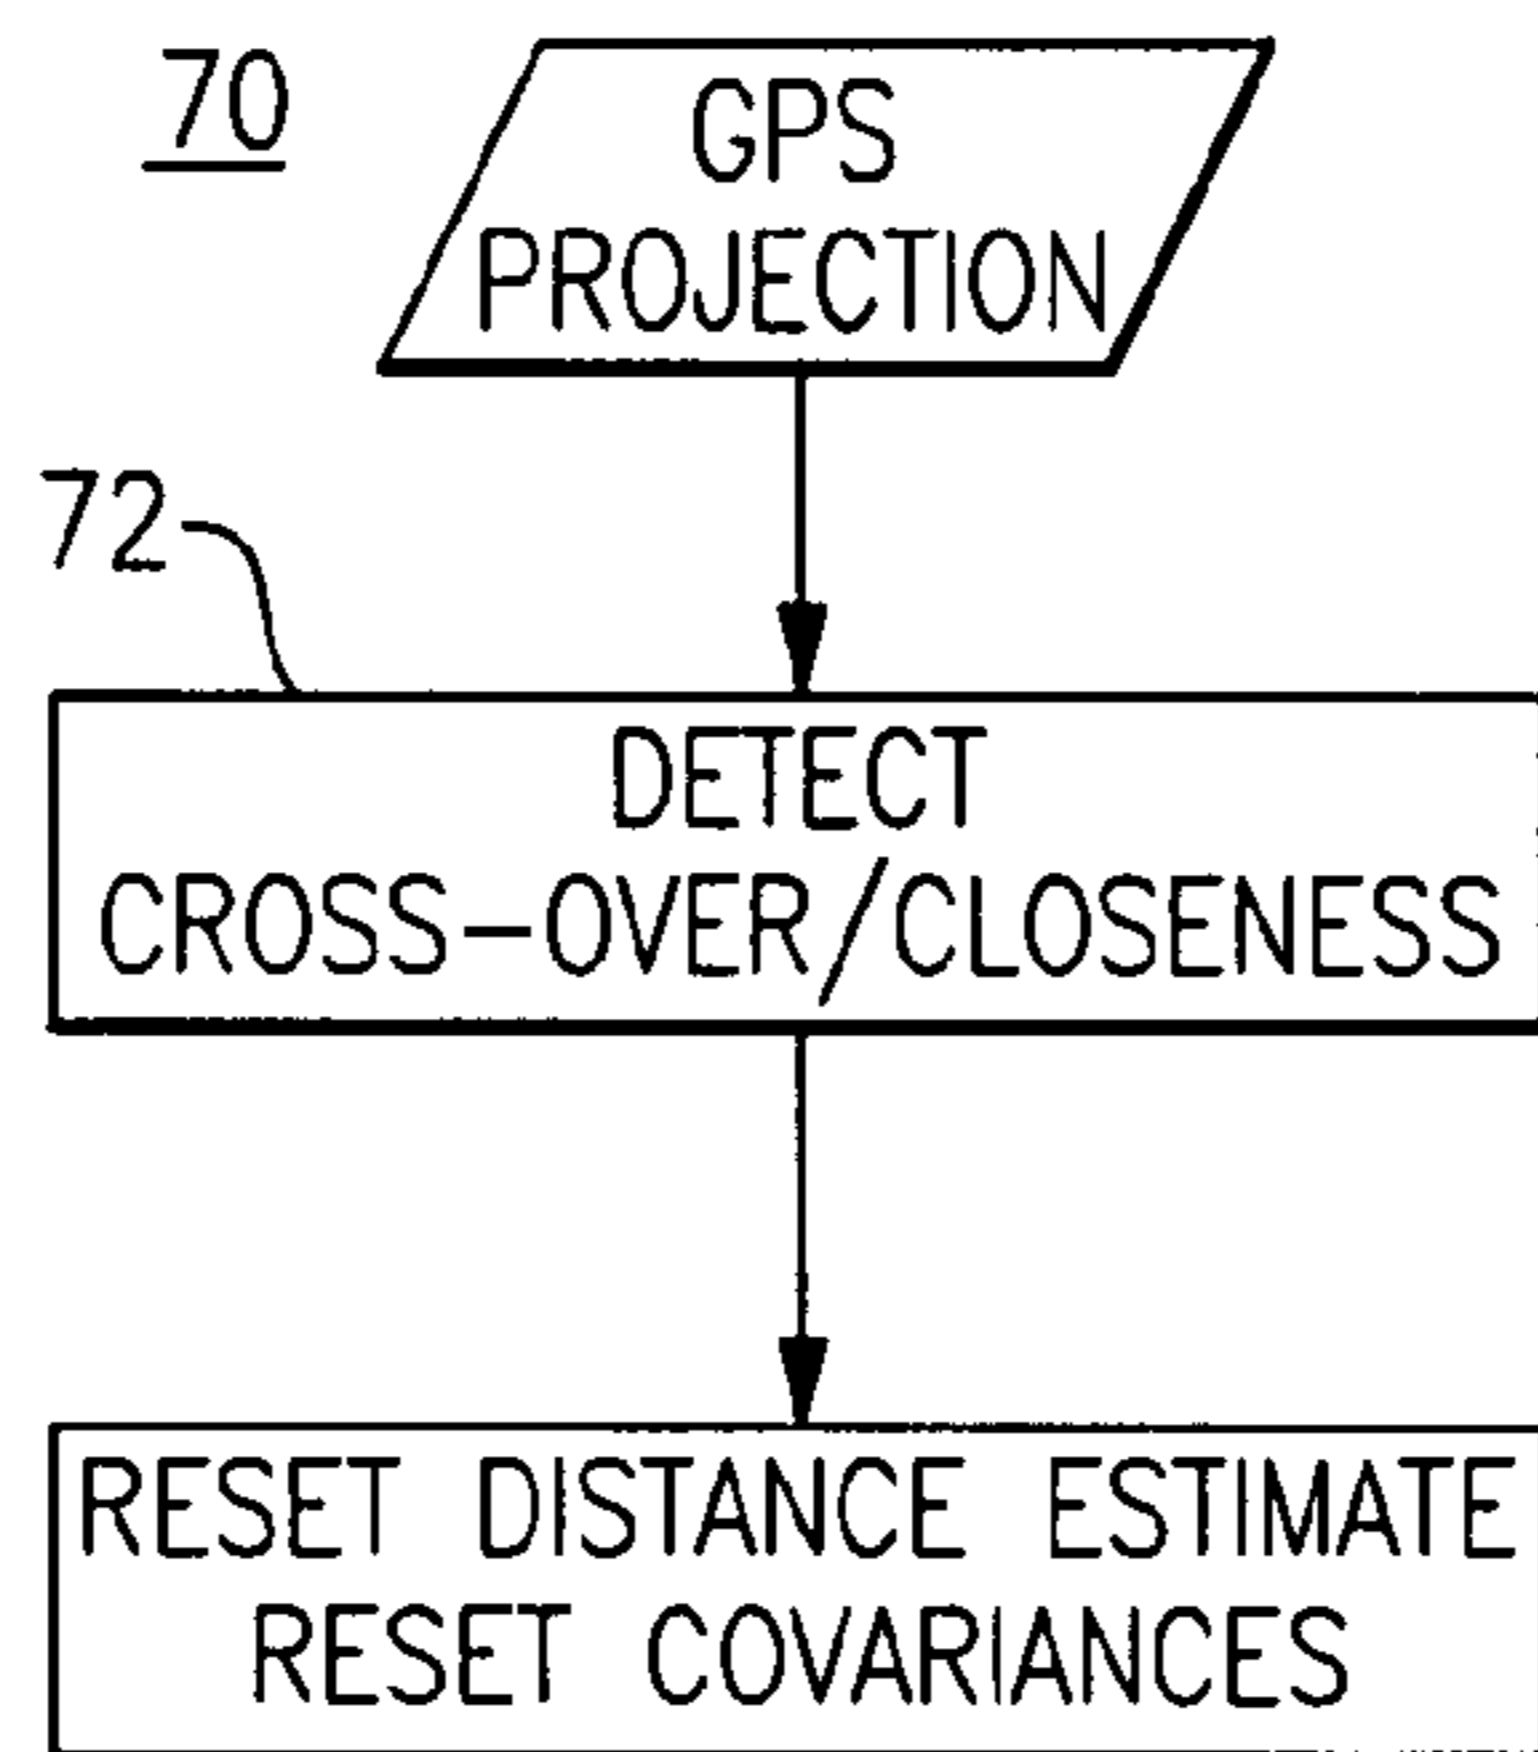 70
GPS
PROJECTION
72
DETECT
CROSS-OVER/CLOSENESS
RESET DISTANCE ESTIMATE
RESET COVARIANCES